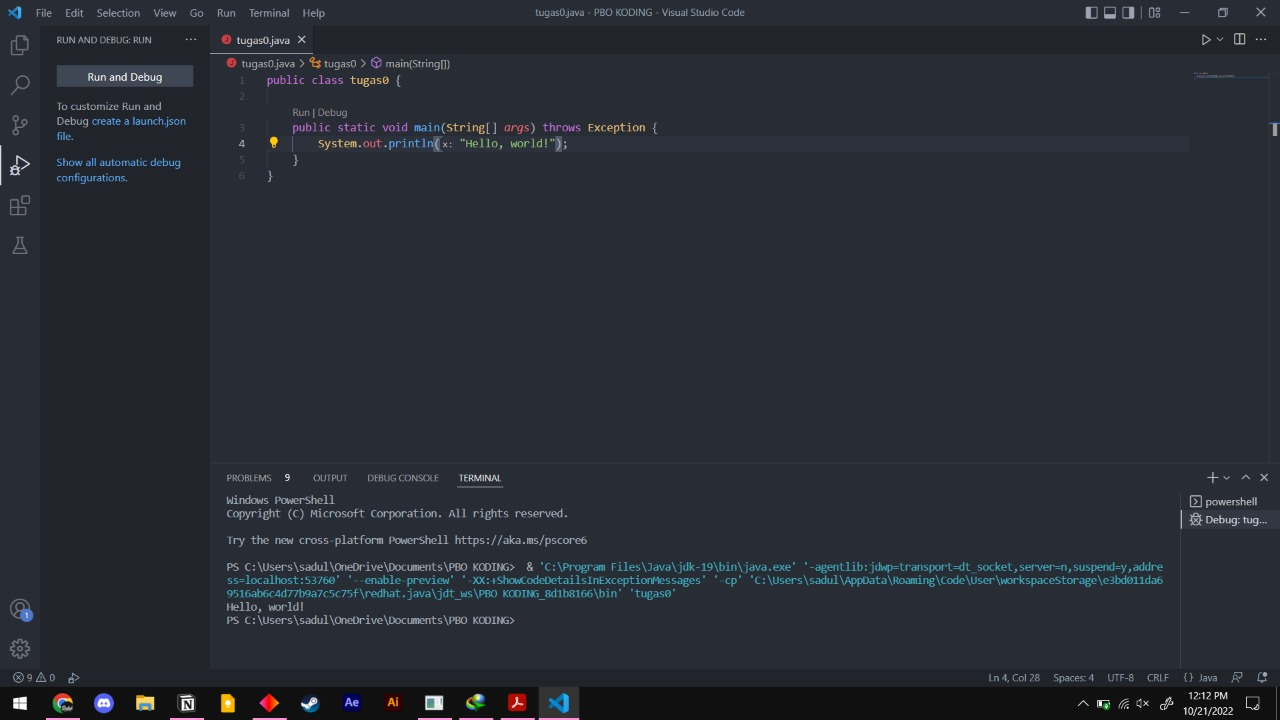 File Edit Selection View Go Run Terminal Help
tugas0.java - PBO KODING - Visual Studio Code
RUN AND DEBUG: RUN
Run and Debug
To customize Run and
Debug create a launch.json
file.
Show all automatic debug
configurations.
tugas0.java
tugas0.java > tugas0 > main(String[])
1 public class tugas0 {
2
Run | Debug
3 public static void main(String[] args) throws Exception {
4 System.out.println(x: "Hello, world!");
5 }
6 }
PROBLEMS 9 OUTPUT DEBUG CONSOLE TERMINAL
Windows PowerShell
Copyright (C) Microsoft Corporation. All rights reserved.
Try the new cross-platform PowerShell https://aka.ms/pscore6
PS C:\Users\sadul\OneDrive\Documents\PBO KODING> & 'C:\Program Files\Java\jdk-19\bin\java.exe' '-agentlib:jdwp=transport=dt_socket,server=n,suspend=y,addre
ss=localhost:53760' '--enable-preview' '-XX:+ShowCodeDetailsInExceptionMessages' '-cp' 'C:\Users\sadul\AppData\Roaming\Code\User\workspaceStorage\e3bd011da6
9516ab6c4d77b9a7c5c75f\redhat.java\jdt_ws\PBO KODING_8d1b8166\bin' 'tugas0'
Hello, world!
PS C:\Users\sadul\OneDrive\Documents\PBO KODING>
powershell
Debug: tug...
1
9 0
Ln 4, Col 28 Spaces: 4 UTF-8 CRLF {} Java
Ae Ai
12:12 PM
10/21/2022